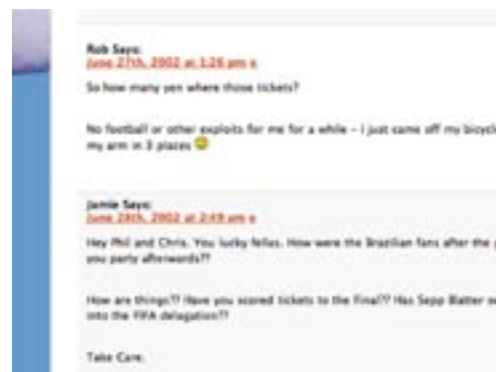 Rob Says:
June 27th, 2002 at 1:26 pm e
So how many yen where those tickets?
No football or other exploits for me for a while – i just came off my bicycle
my arm in 3 places
Jamie Says:
June 28th, 2002 at 2:49 am e
Hey Phil and Chris. You lucky fellas. How were the Brazilian fans after the
you party afterwards??
How are things?? Have you scored tickets to the Final?? Has Sepp Blatter
into the FIFA delagation??
Take Care.